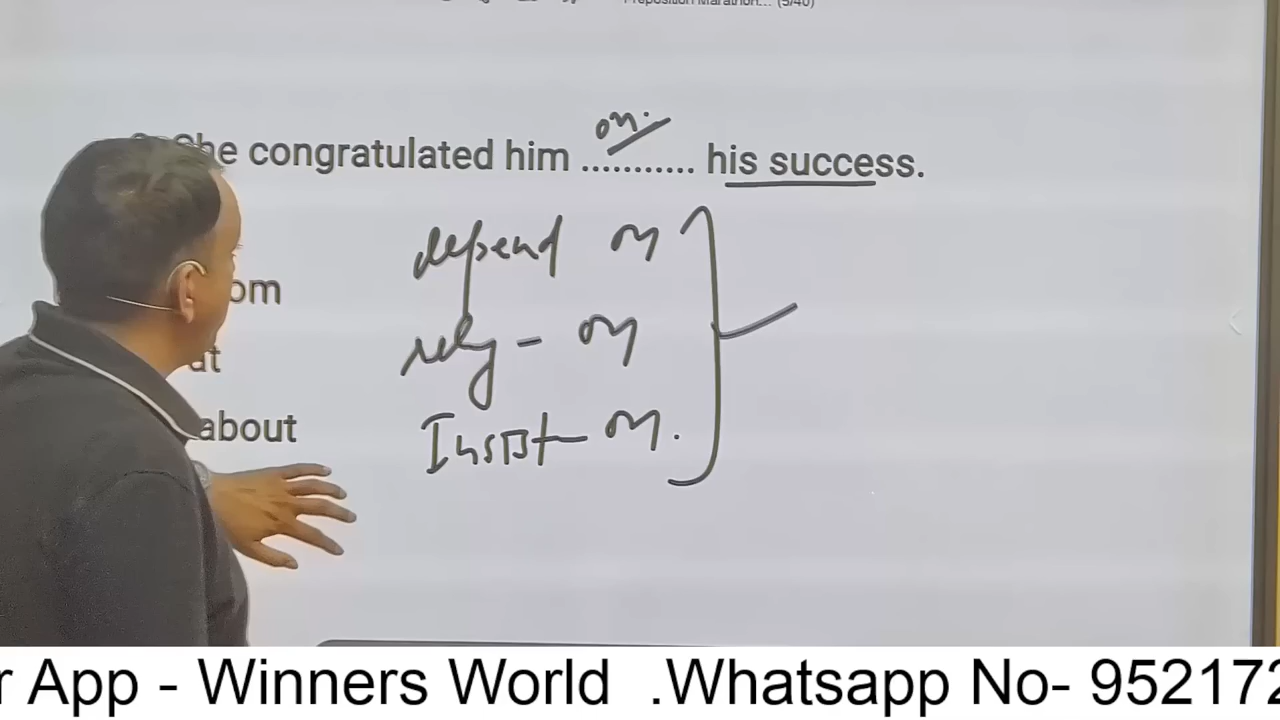 Preposition Marathon... (5/40)
on.
She congratulated him ........... his success.
depend on
om
rely - on
at
Insist - on.
about
r App - Winners World .Whatsapp No- 952172